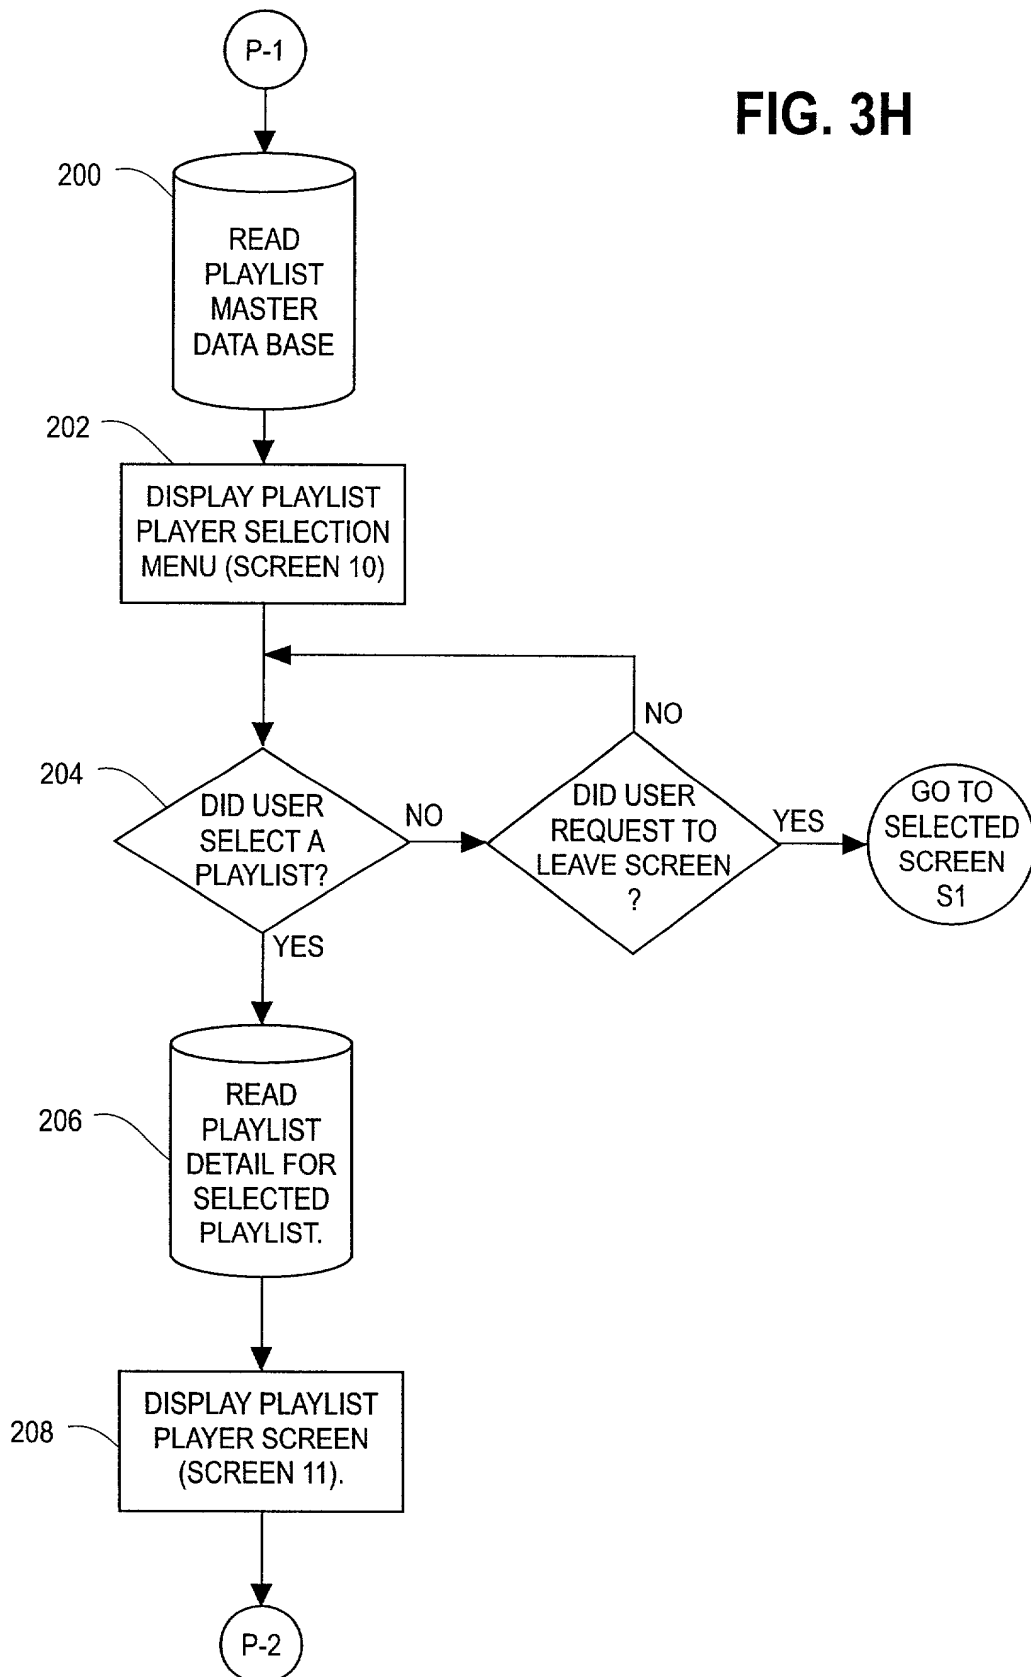 P-1
FIG. 3H
200
READ
PLAYLIST
MASTER
DATA BASE
202
DISPLAY PLAYLIST
PLAYER SELECTION
MENU (SCREEN 10)
NO
204
DID USER
SELECT A
PLAYLIST?
NO
DID USER
REQUEST TO
LEAVE SCREEN
?
YES
GO TO
SELECTED
SCREEN
S1
YES
206
READ
PLAYLIST
DETAIL FOR
SELECTED
PLAYLIST.
208
DISPLAY PLAYLIST
PLAYER SCREEN
(SCREEN 11).
P-2